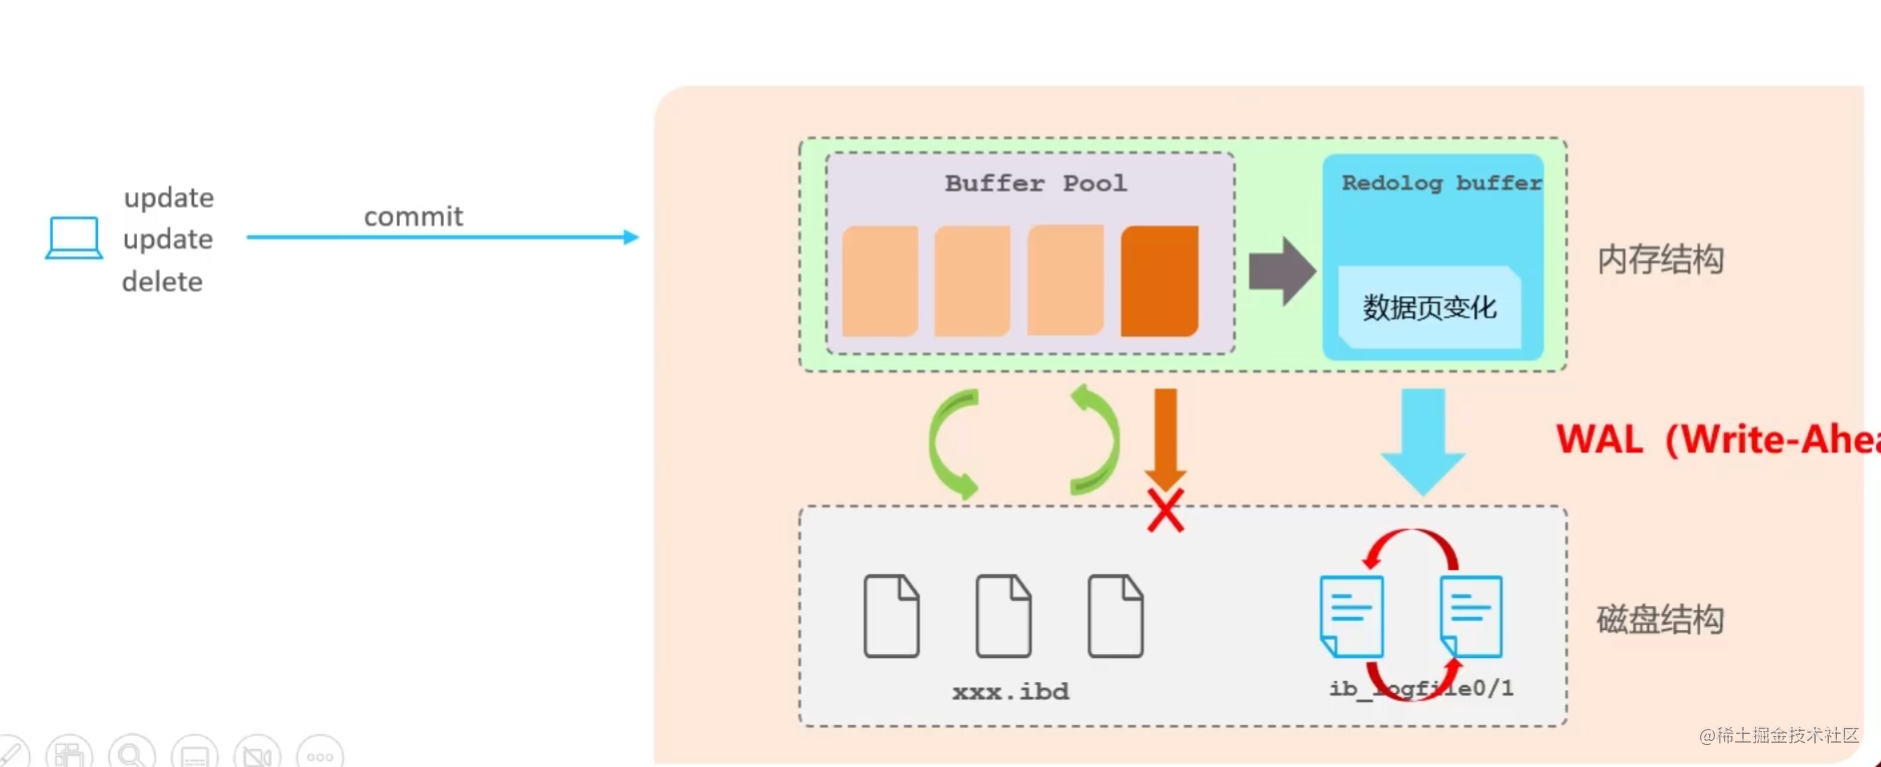 update
update
delete
commit
Buffer Pool
Redolog buffer
数据页变化
内存结构
WAL（Write-Ahea
xxx.ibd
ib_logfile0/1
磁盘结构
@稀土掘金技术社区